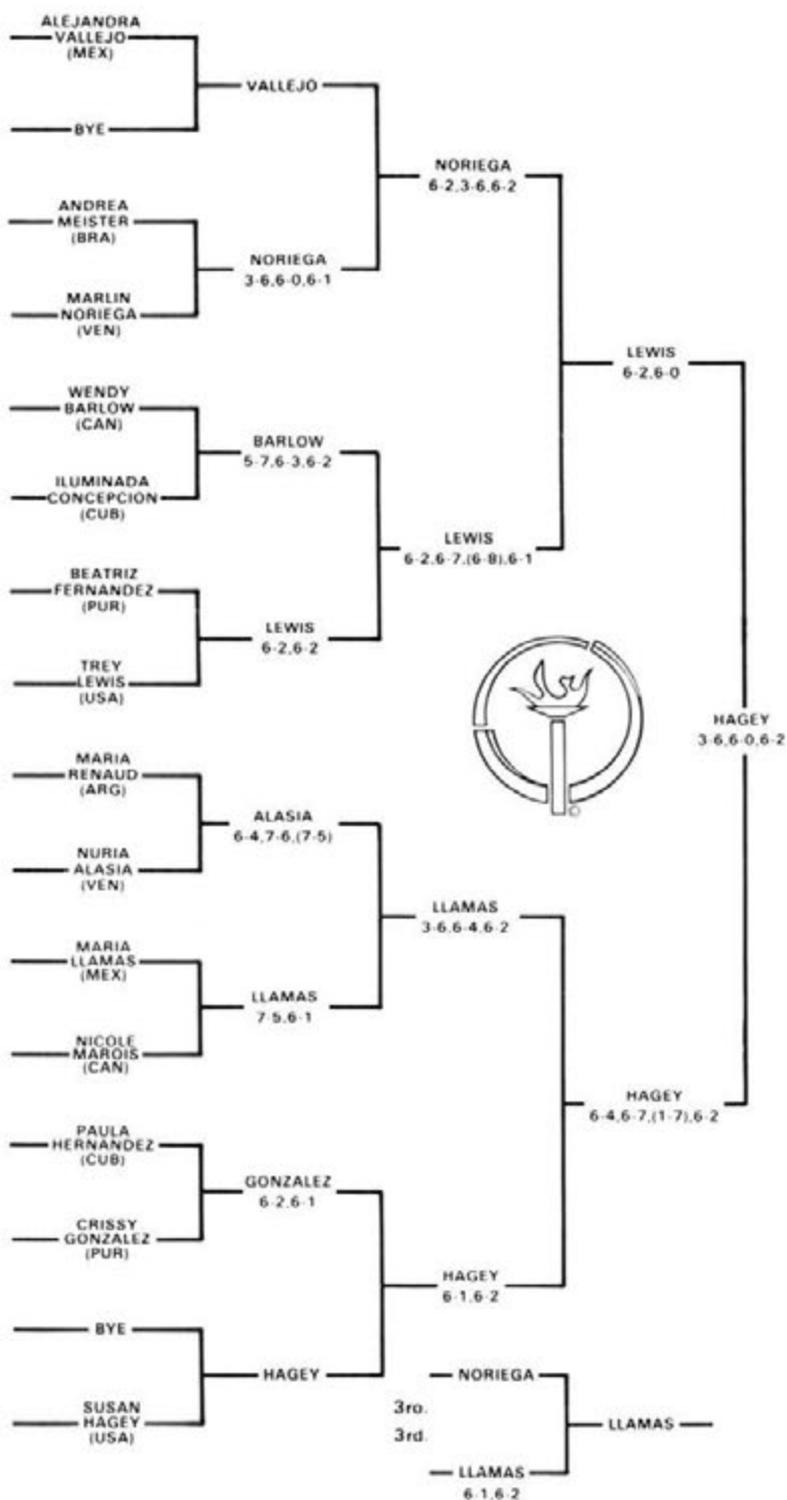 ALEJANDRA
VALLEJO
(MEX)
VALLEJO
BYE
NORIEGA
6-2,3-6,6-2
ANDREA
MEISTER
(BRA)
NORIEGA
3-6,6-0,6-1
MARLIN
NORIEGA
(VEN)
LEWIS
6-2,6-0
WENDY
BARLOW
(CAN)
BARLOW
5-7,6-3,6-2
ILUMINADA
CONCEPCION
(CUB)
LEWIS
6-2,6-7,(6-8),6-1
BEATRIZ
FERNANDEZ
(PUR)
LEWIS
6-2,6-2
TREY
LEWIS
(USA)
HAGEY
3-6,6-0,6-2
MARIA
RENAUD
(ARG)
©
ALASIA
6-4,7-6,(7-5)
NURIA
ALASIA
(VEN)
LLAMAS
3-6,6-4,6-2
MARIA
LLAMAS
(MEX)
LLAMAS
7-5,6-1
NICOLE
MAROIS
(CAN)
HAGEY
6-4,6-7,(1-7),6-2
PAULA
HERNANDEZ
(CUB)
GONZALEZ
6-2,6-1
CRISSY
GONZALEZ
(PUR)
HAGEY
6-1,6-2
BYE
HAGEY
SUSAN
HAGEY
(USA)
NORIEGA
3ro.
3rd.
LLAMAS
LLAMAS
6-1,6-2